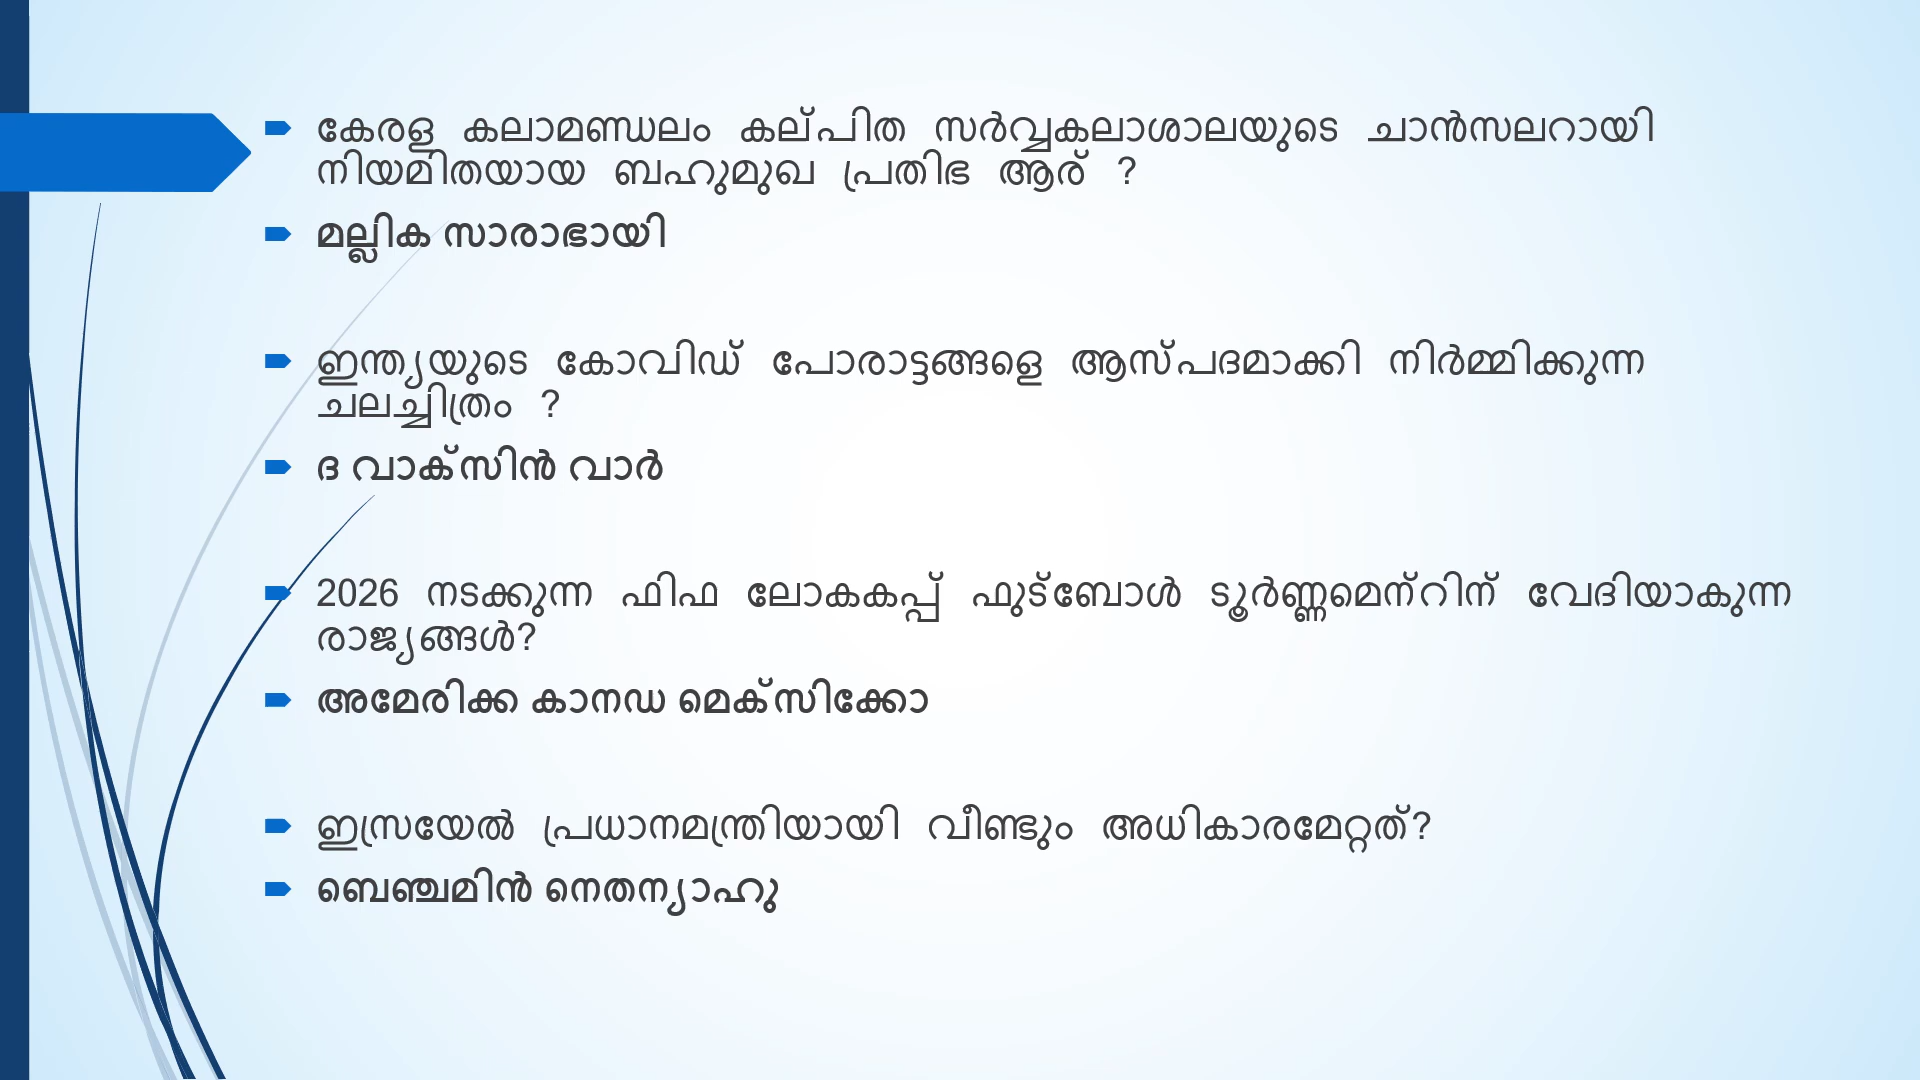 കേരള കലാമണ്ഡലം കല്പിത സർവ്വകലാശാലയുടെ ചാൻസലറായി
നിയമിതയായ ബഹുമുഖ പ്രതിഭ ആര് ?
മല്ലിക സാരാഭായി
ഇന്ത്യയുടെ കോവിഡ് പോരാട്ടങ്ങളെ ആസ്പദമാക്കി നിർമ്മിക്കുന്ന
ചലച്ചിത്രം ?
ദ വാക്സിൻ വാർ
2026 നടക്കുന്ന ഫിഫ ലോകകപ്പ് ഫുട്ബോൾ ടൂർണ്ണമെന്റിന് വേദിയാകുന്ന
രാജ്യങ്ങൾ?
അമേരിക്ക കാനഡ മെക്സിക്കോ
ഇസ്രയേൽ പ്രധാനമന്ത്രിയായി വീണ്ടും അധികാരമേറ്റത്?
ബെഞ്ചമിൻ നെതന്യാഹു